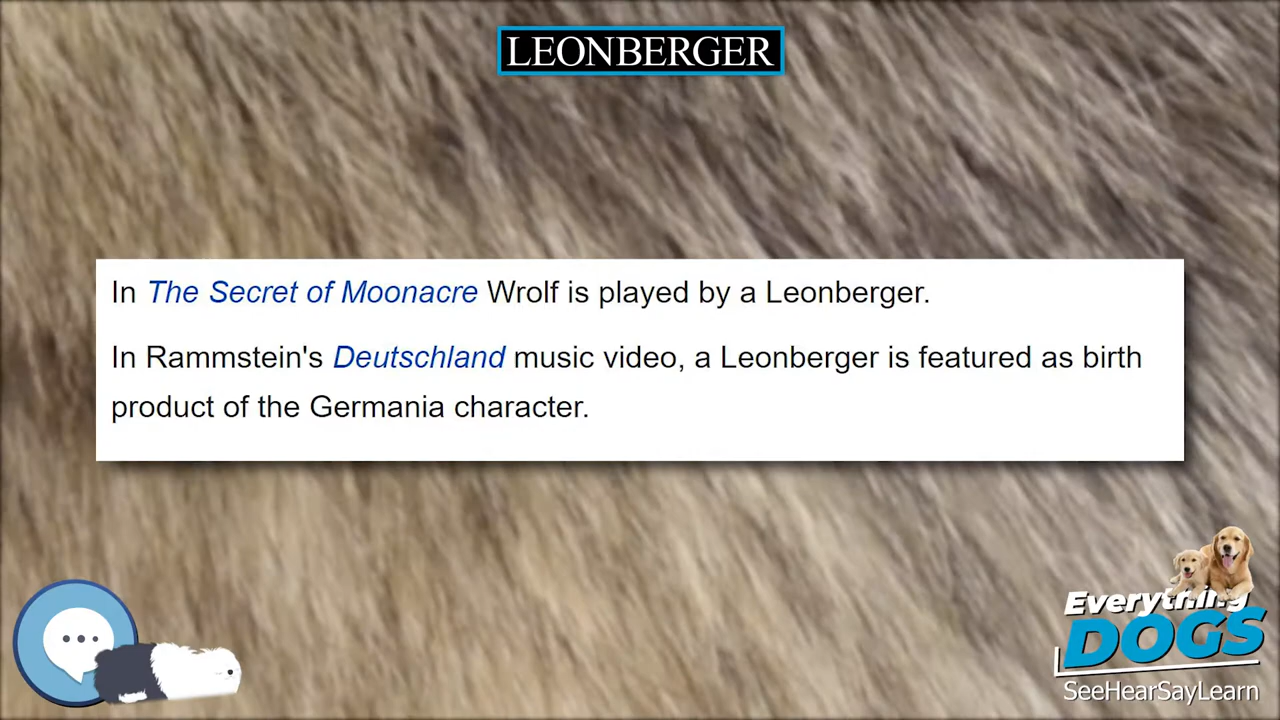 LEONBERGER
In The Secret of Moonacre Wrolf is played by a Leonberger.
In Rammstein's Deutschland music video, a Leonberger is featured as birth
product of the Germania character.
Everything
DOGS
SeeHearSayLearn